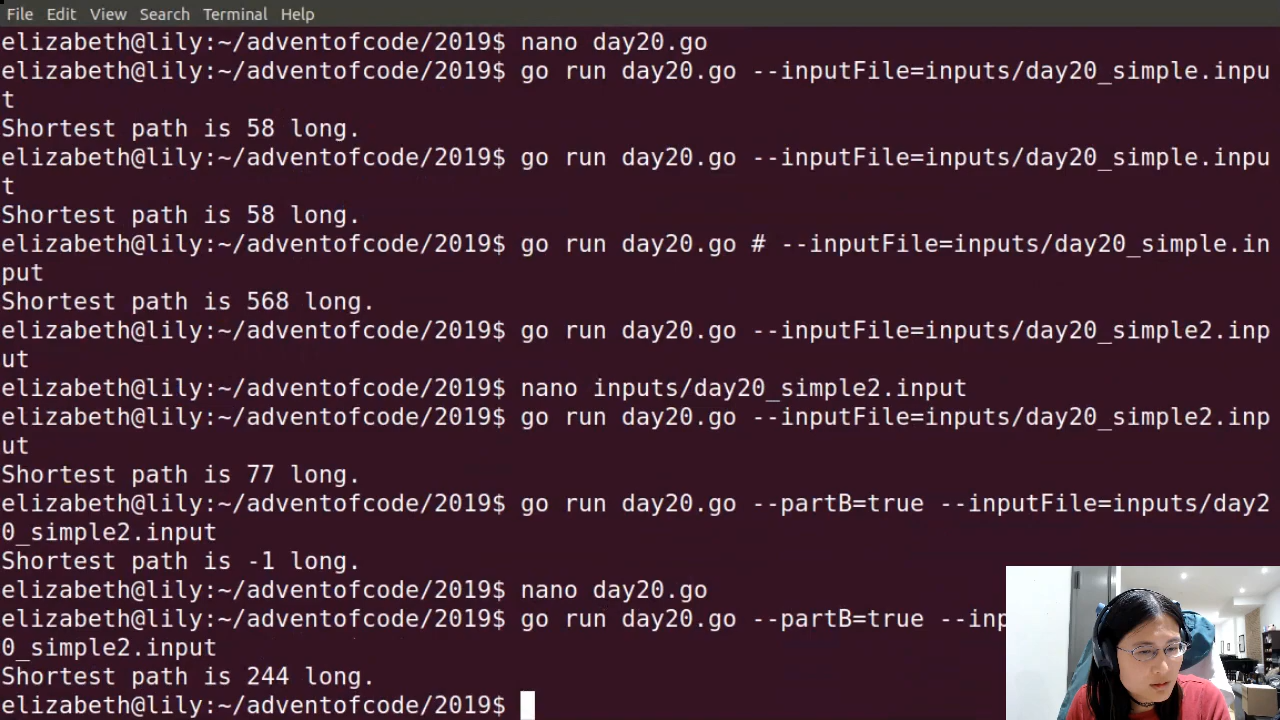 File Edit View Search Terminal Help
elizabeth@lily:~/adventofcode/2019$ nano day20.go
elizabeth@lily:~/adventofcode/2019$ go run day20.go --inputFile=inputs/day20_simple.inpu
t
Shortest path is 58 long.
elizabeth@lily:~/adventofcode/2019$ go run day20.go --inputFile=inputs/day20_simple.inpu
t
Shortest path is 58 long.
elizabeth@lily:~/adventofcode/2019$ go run day20.go # --inputFile=inputs/day20_simple.in
put
Shortest path is 568 long.
elizabeth@lily:~/adventofcode/2019$ go run day20.go --inputFile=inputs/day20_simple2.inp
ut
elizabeth@lily:~/adventofcode/2019$ nano inputs/day20_simple2.input
elizabeth@lily:~/adventofcode/2019$ go run day20.go --inputFile=inputs/day20_simple2.inp
ut
Shortest path is 77 long.
elizabeth@lily:~/adventofcode/2019$ go run day20.go --partB=true --inputFile=inputs/day2
0_simple2.input
Shortest path is -1 long.
elizabeth@lily:~/adventofcode/2019$ nano day20.go
elizabeth@lily:~/adventofcode/2019$ go run day20.go --partB=true --inp
0_simple2.input
Shortest path is 244 long.
elizabeth@lily:~/adventofcode/2019$